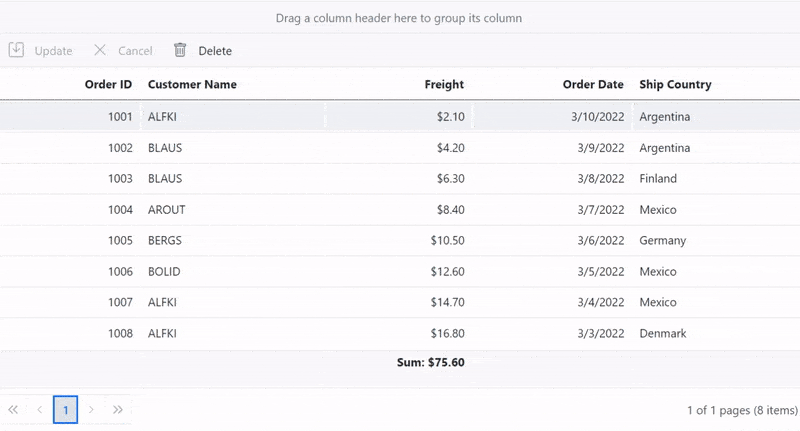 Drag a column header here to group its column
Update Cancel Delete
Order ID Customer Name Freight Order Date Ship Country
1001 ALFKI $2.10 3/10/2022 Argentina
1002 BLAUS $4.20 3/9/2022 Argentina
1003 BLAUS $6.30 3/8/2022 Finland
1004 AROUT $8.40 3/7/2022 Mexico
1005 BERGS $10.50 3/6/2022 Germany
1006 BOLID $12.60 3/5/2022 Mexico
1007 ALFKI $14.70 3/4/2022 Mexico
1008 ALFKI $16.80 3/3/2022 Denmark
Sum: $75.60
1 1 of 1 pages (8 items)